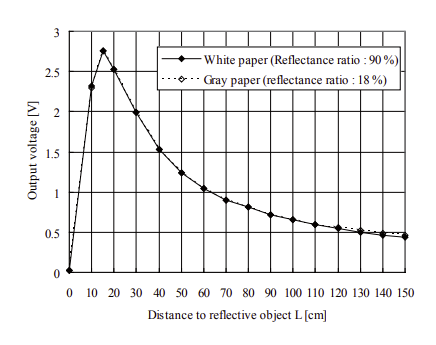 3
White paper (Reflectance ratio : 90 %)
Gray paper (reflectance ratio : 18 %)
2.5
2
1.5
1
0.5
0
Output voltage [V]
0 10 20 30 40 50 60 70 80 90 100 110 120 130 140 150
Distance to reflective object L [cm]